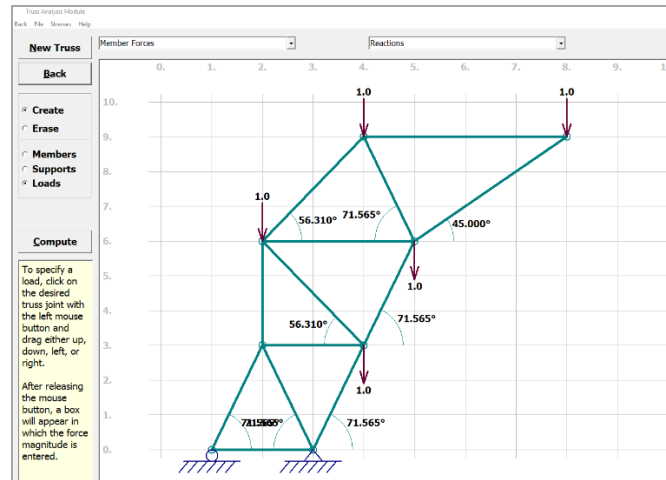 Truss Analysis Module
Back File Stresses Help
New Truss
Member Forces
Reactions
Back
Create
Erase
Members
Supports
Loads
Compute
To specify a
load, click on
the desired
truss joint with
the left mouse
button and
drag either up,
down, left, or
right.
After releasing
the mouse
button, a box
will appear in
which the force
magnitude is
entered.
0. 1. 2. 3. 4. 5. 6. 7. 8. 9.
10.
9.
8.
7.
6.
5.
4.
3.
2.
1.
0.
1.0
1.0
1.0
56.310°
71.565°
45.000°
1.0
56.310°
71.565°
1.0
71.565°